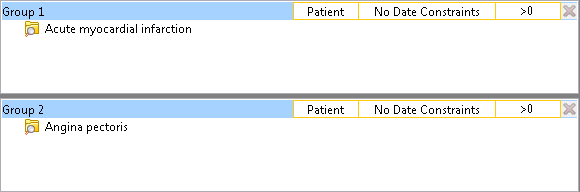 Group 1 Patient No Date Constraints >0
Acute myocardial infarction
Group 2 Patient No Date Constraints >0
Angina pectoris